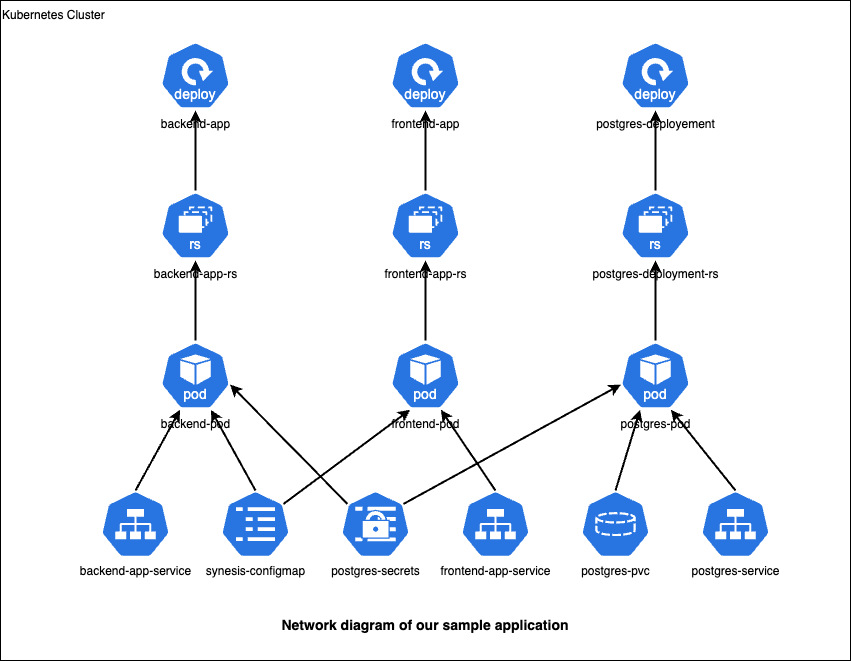 Kubernetes Cluster
deploy deploy deploy
backend-app frontend-app postgres-deployement
rs rs rs
backend-app-rs frontend-app-rs postgres-deployment-rs
pod pod pod
backend-pod frontend-pod postgres-pod
backend-app-service synesis-configmap postgres-secrets frontend-app-service postgres-pvc postgres-service
Network diagram of our sample application